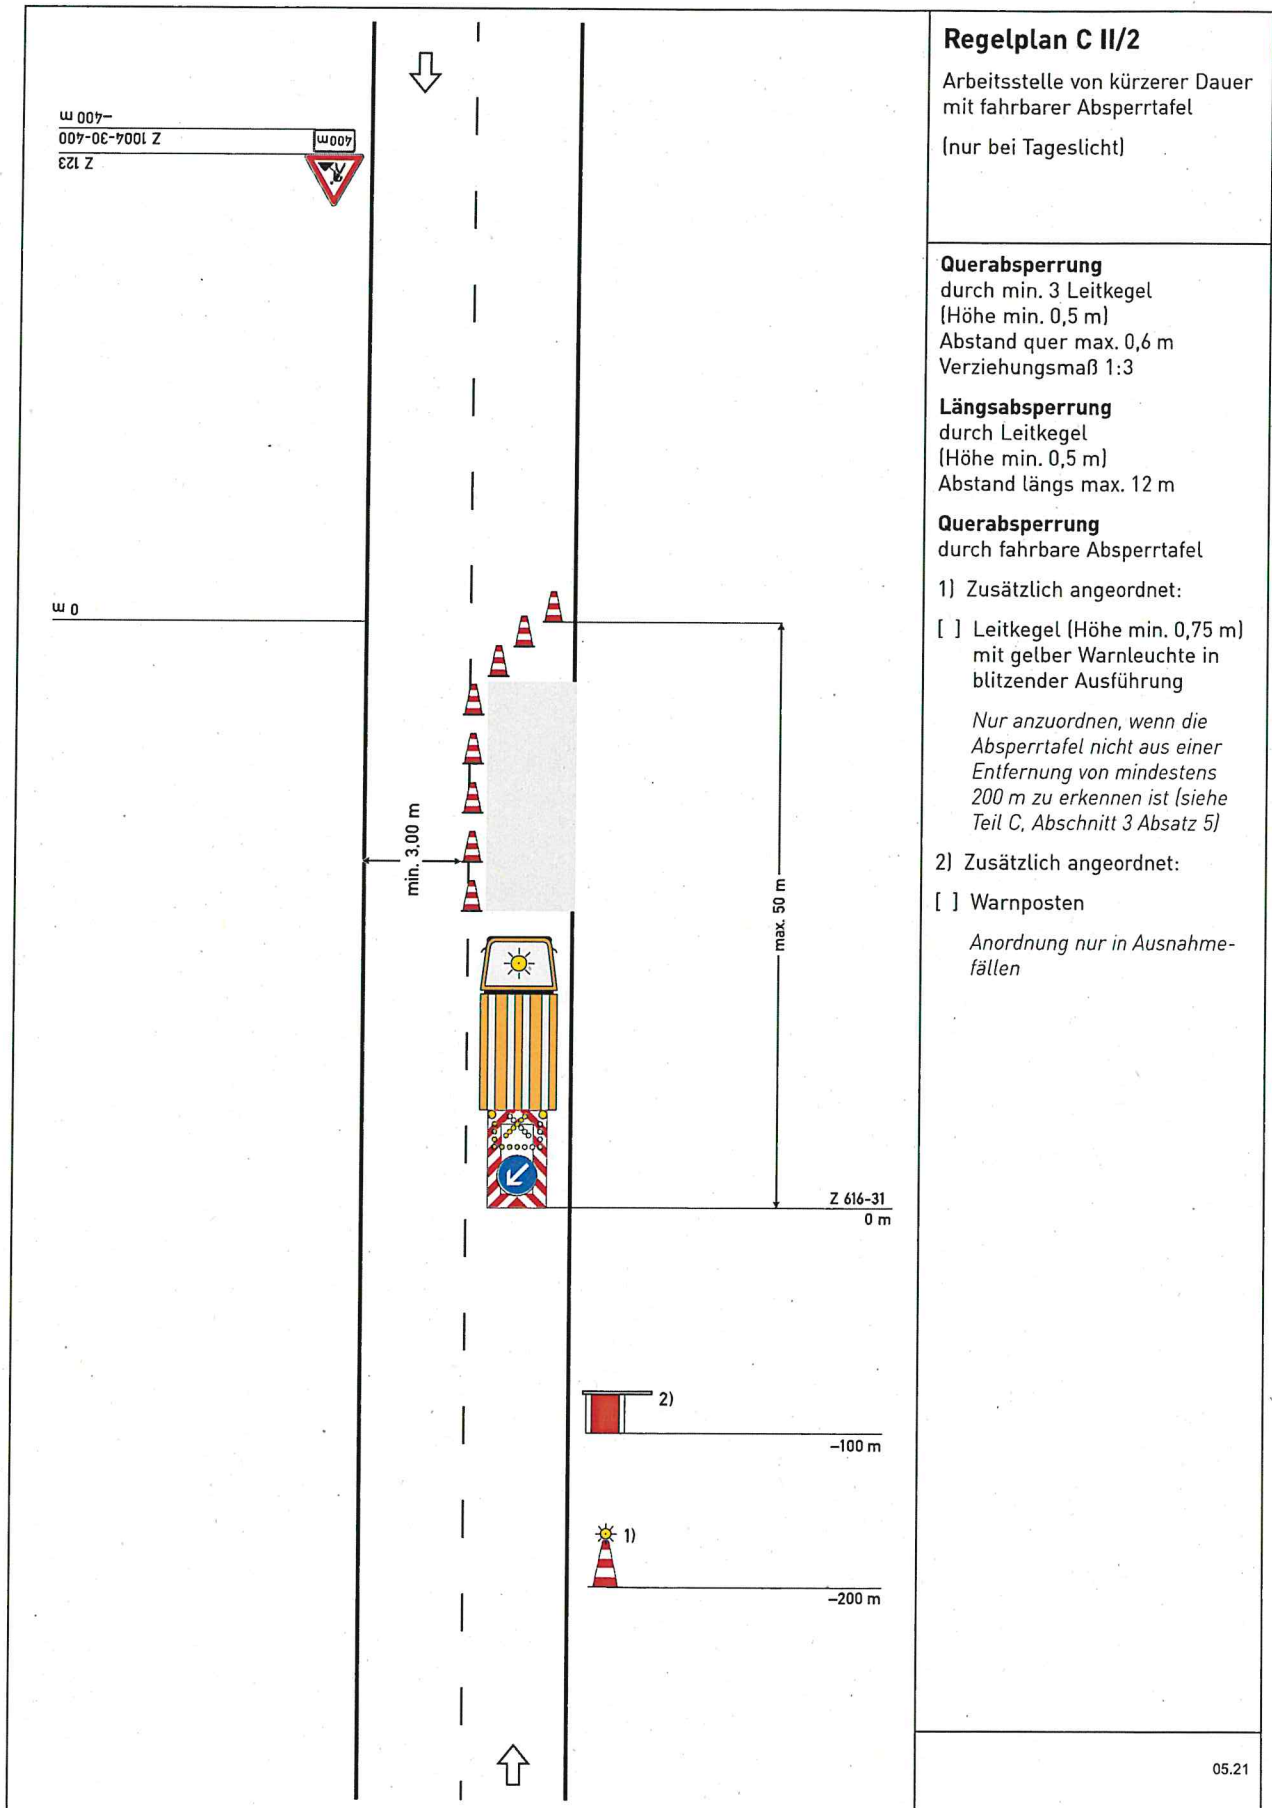 Regelplan C II/2
Arbeitsstelle von kürzerer Dauer
mit fahrbarer Absperrtafel
(nur bei Tageslicht)
Querabsperrung
durch min. 3 Leitkegel
(Höhe min. 0,5 m)
Abstand quer max. 0,6 m
Verziehungsmaß 1:3
Längsabsperrung
durch Leitkegel
(Höhe min. 0,5 m)
Abstand längs max. 12 m
Querabsperrung
durch fahrbare Absperrtafel
1) Zusätzlich angeordnet:
[ ] Leitkegel (Höhe min. 0,75 m)
mit gelber Warnleuchte in
blitzender Ausführung
Nur anzuordnen, wenn die
Absperrtafel nicht aus einer
Entfernung von mindestens
200 m zu erkennen ist (siehe
Teil C, Abschnitt 3 Absatz 5)
2) Zusätzlich angeordnet:
[ ] Warnposten
Anordnung nur in Ausnahme-
fällen
05.21
–400 m
Z 1004-30-400
Z 123
400m
0 m
min. 3,00 m
max. 50 m
Z 616-31
0 m
2)
–100 m
1)
–200 m